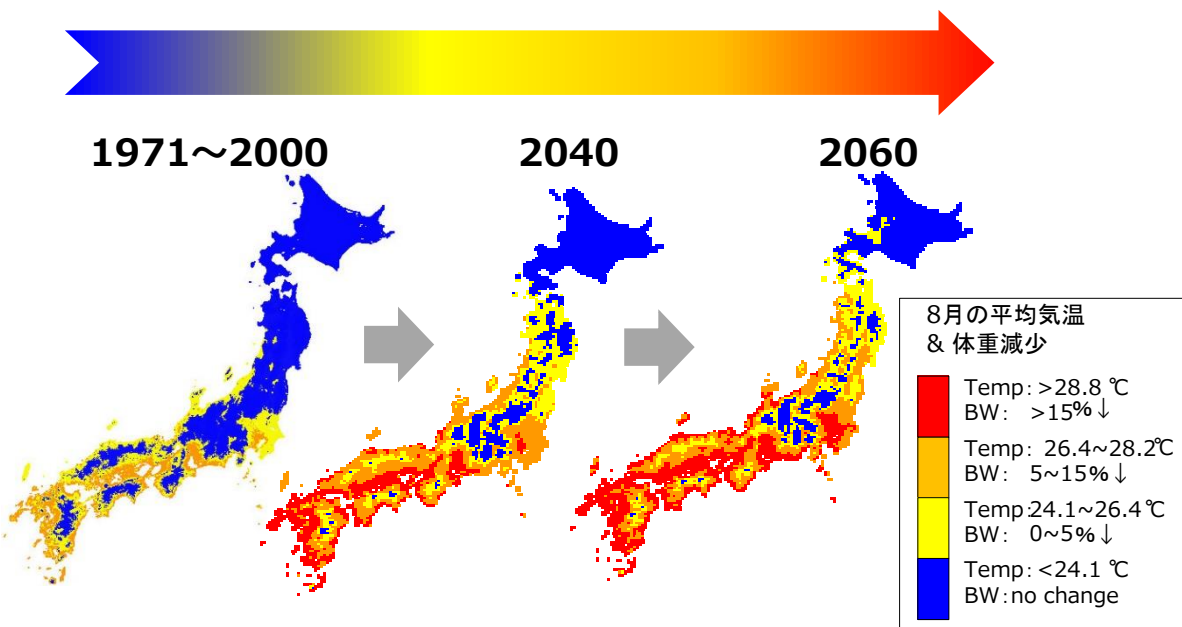 1971～2000
2040
2060
8月の平均気温
& 体重減少
Temp: >28.8 ℃
BW: >15%↓
Temp: 26.4~28.2℃
BW: 5~15%↓
Temp:24.1~26.4℃
BW: 0~5%↓
Temp: <24.1 ℃
BW:no change